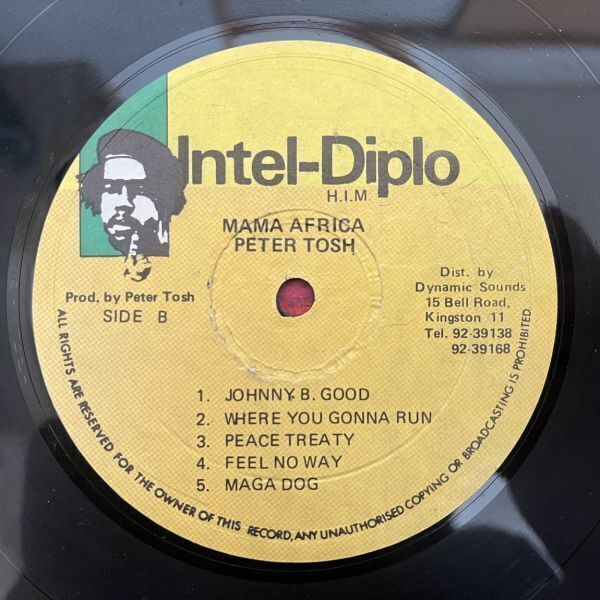 Intel-Diplo
H.I.M.
MAMA AFRICA
PETER TOSH
Prod. by Peter Tosh
SIDE B
Dist. by
Dynamic Sounds
15 Bell Road,
Kingston 11
Tel. 92-39138
92-39168
1. JOHNNY B. GOOD
2. WHERE YOU GONNA RUN
3. PEACE TREATY
4. FEEL NO WAY
5. MAGA DOG
ALL RIGHTS ARE RESERVED FOR THE OWNER OF THIS RECORD, ANY UNAUTHORISED COPYING OR BROADCASTING IS PROHIBITED